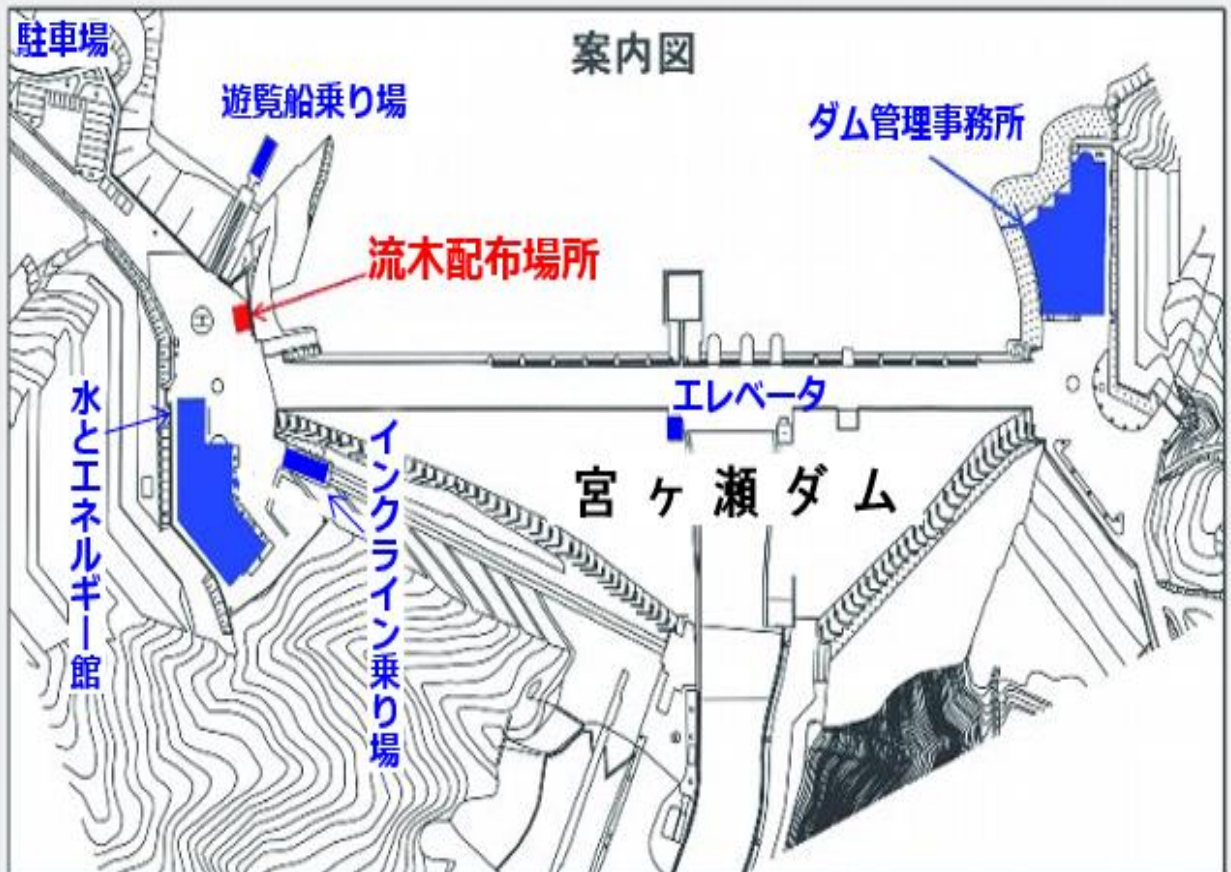 案内図
駐車場
遊覧船乗り場
ダム管理事務所
流木配布場所
エレベータ
水とエネルギー館
インクライン乗り場
宮ヶ瀬ダム